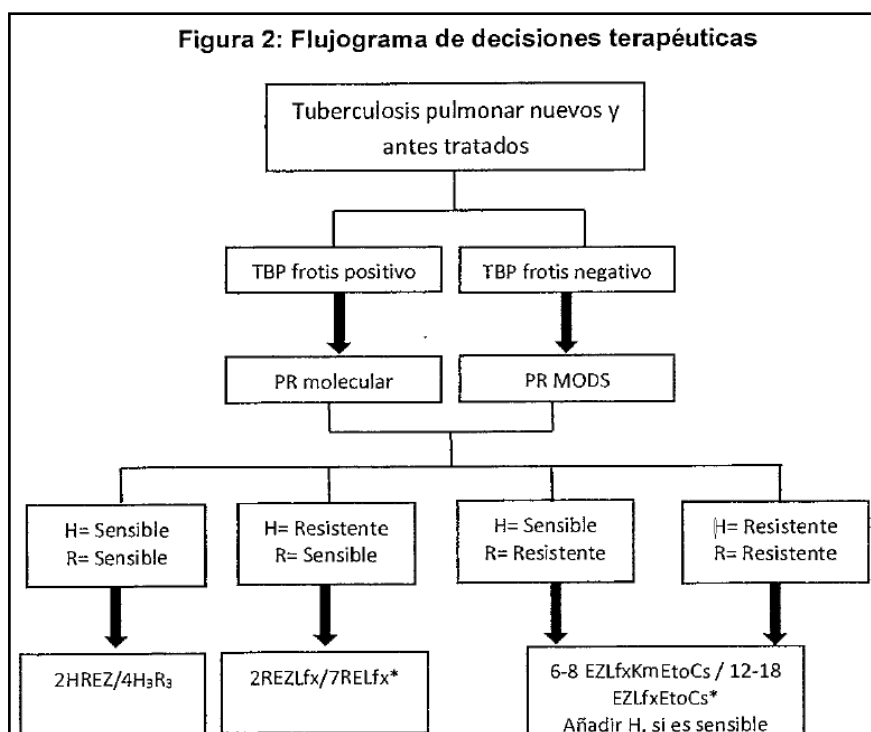 Figura 2: Flujograma de decisiones terapéuticas
Tuberculosis pulmonar nuevos y
antes tratados
TBP frotis positivo
TBP frotis negativo
PR molecular
PR MODS
H= Sensible
R= Sensible
H= Resistente
R= Sensible
H= Sensible
R= Resistente
H= Resistente
R= Resistente
2HREZ/4H₃R₃
2REZLfx/7RELfx*
6-8 EZLfxKmEtoCs / 12-18
EZLfxEtoCs*
Añadir H, si es sensible